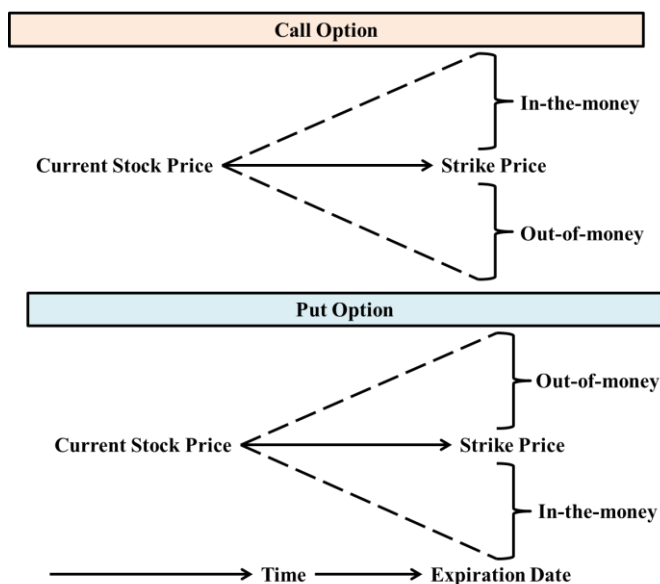 Call Option
In-the-money
Current Stock Price Strike Price
Out-of-money
Put Option
Out-of-money
Current Stock Price Strike Price
In-the-money
Time Expiration Date